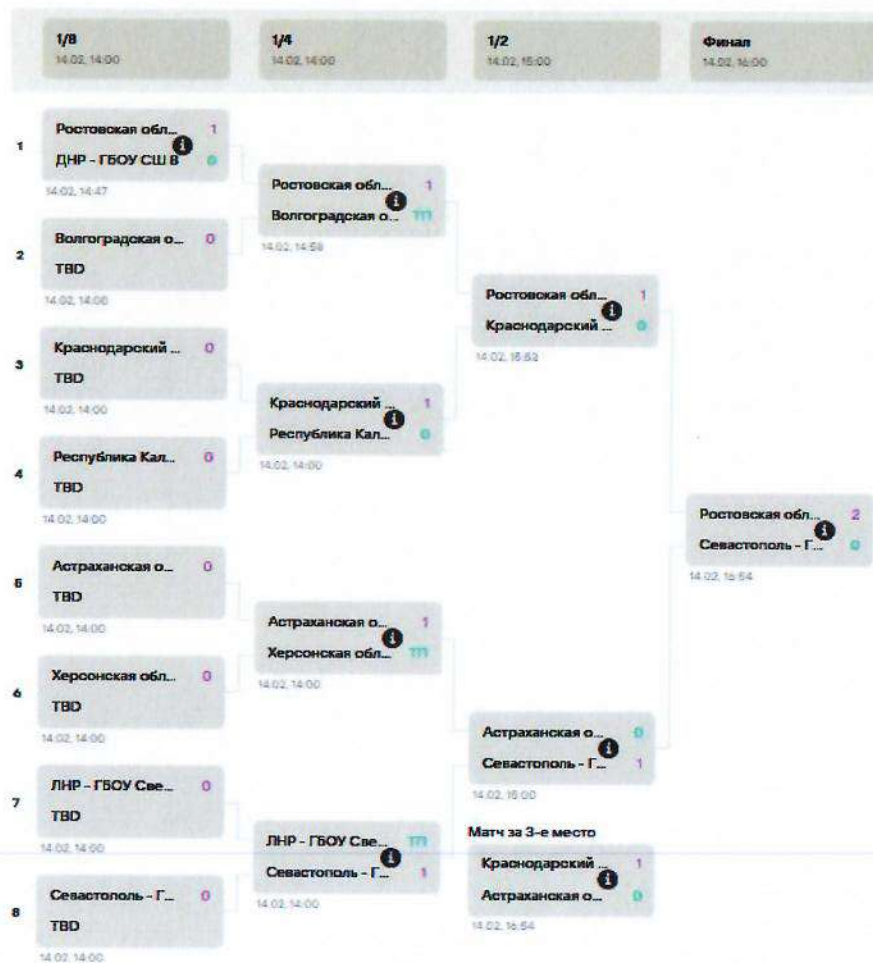 1/8
14.02, 14:00
1/4
14.02, 14:00
1/2
14.02, 15:00
Финал
14.02, 16:00
1
Ростовская обл... 1
ДНР - ГБОУ СШ 8 0
14.02, 14:47
2
Волгоградская о... 0
TBD
14.02, 14:00
3
Краснодарский ... 0
TBD
14.02, 14:00
4
Республика Кал... 0
TBD
14.02, 14:00
5
Астраханская о... 0
TBD
14.02, 14:00
6
Херсонская обл... 0
TBD
14.02, 14:00
7
ЛНР - ГБОУ Све... 0
TBD
14.02, 14:00
8
Севастополь - Г... 0
TBD
14.02, 14:00
Ростовская обл... 1
Волгоградская о... ТП
14.02, 14:58
Краснодарский ... 1
Республика Кал... 0
14.02, 14:00
Астраханская о... 1
Херсонская обл... ТП
14.02, 14:00
ЛНР - ГБОУ Све... ТП
Севастополь - Г... 1
14.02, 14:00
Ростовская обл... 1
Краснодарский ... 0
14.02, 15:52
Астраханская о... 0
Севастополь - Г... 1
14.02, 15:00
Матч за 3-е место
Краснодарский ... 1
Астраханская о... 0
14.02, 16:54
Ростовская обл... 2
Севастополь - Г... 0
14.02, 16:54